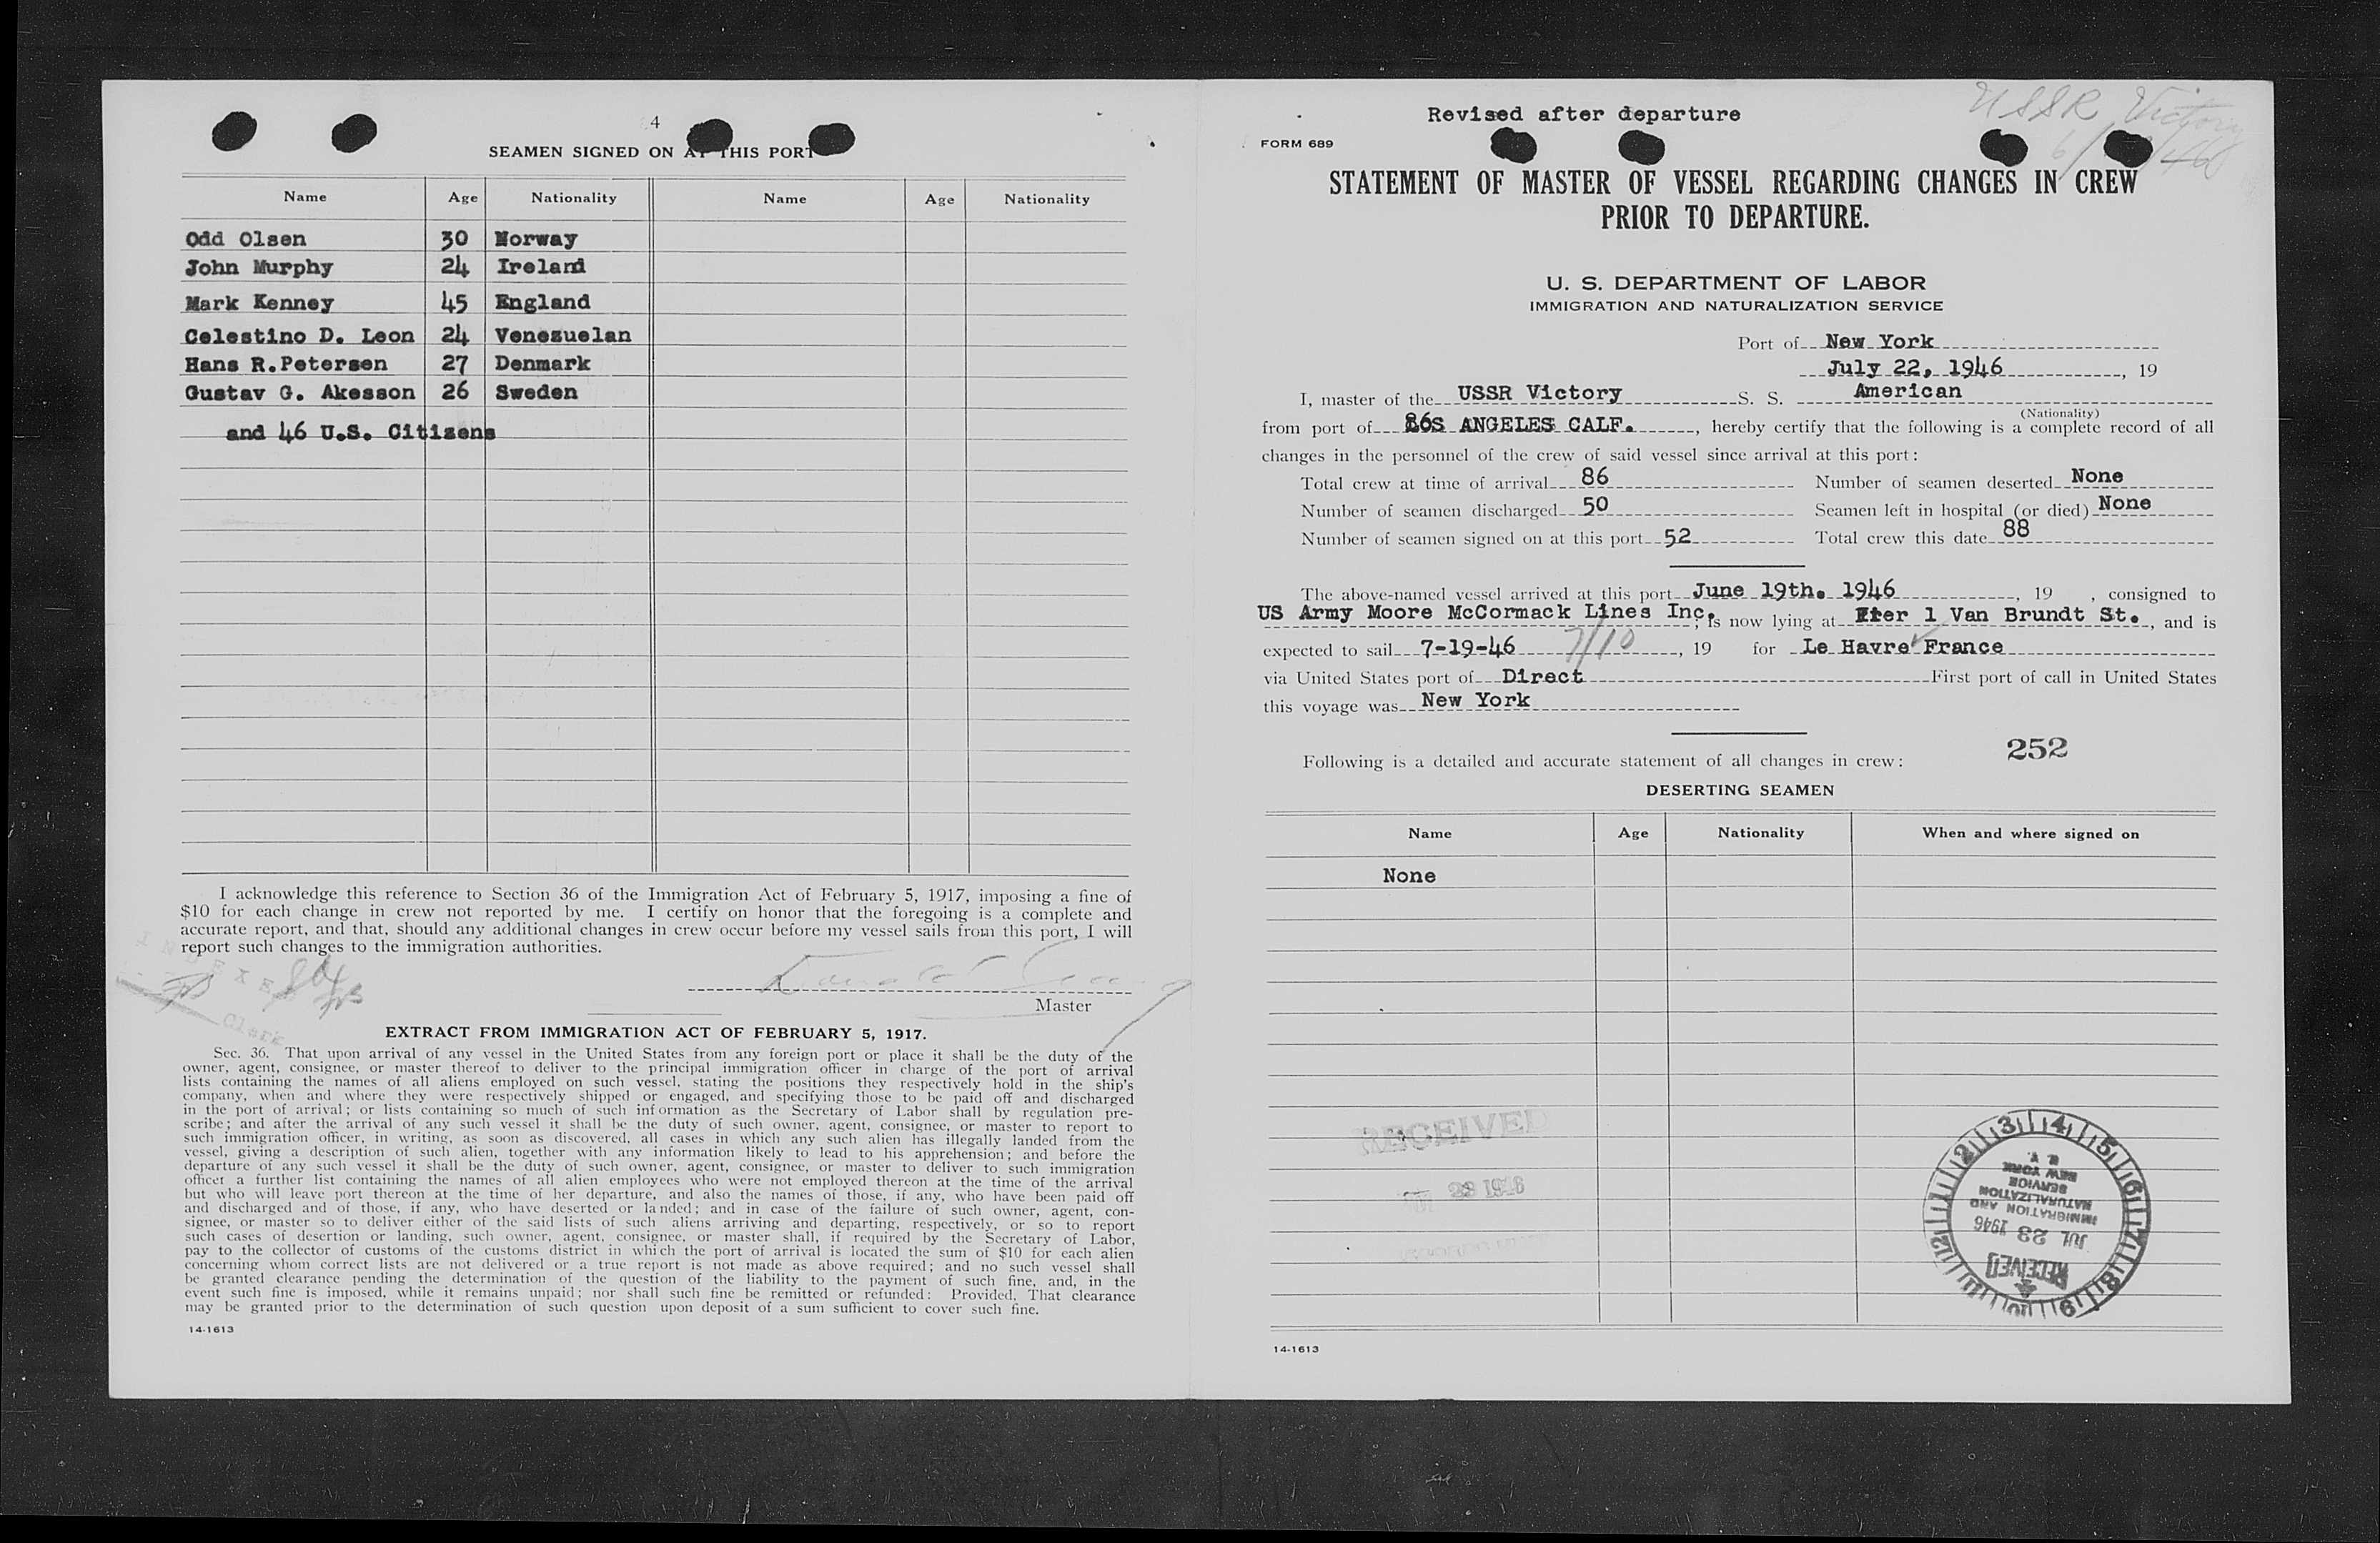 4
SEAMEN SIGNED ON AT THIS PORT
Name Age Nationality Name Age Nationality
Odd Olsen 30 Norway
John Murphy 24 Ireland
Mark Kenney 45 England
Celestino D. Leon 24 Venezuelan
Hans R.Petersen 27 Denmark
Gustav G. Akesson 26 Sweden
and 46 U.S. Citizens
I acknowledge this reference to Section 36 of the Immigration Act of February 5, 1917, imposing a fine of
$10 for each change in crew not reported by me. I certify on honor that the foregoing is a complete and
accurate report, and that, should any additional changes in crew occur before my vessel sails from this port, I will
report such changes to the immigration authorities.
INDEXED
Clerk
Master
EXTRACT FROM IMMIGRATION ACT OF FEBRUARY 5, 1917.
Sec. 36. That upon arrival of any vessel in the United States from any foreign port or place it shall be the duty of the
owner, agent, consignee, or master thereof to deliver to the principal immigration officer in charge of the port of arrival
lists containing the names of all aliens employed on such vessel, stating the positions they respectively hold in the ship's
company, when and where they were respectively shipped or engaged, and specifying those to be paid off and discharged
in the port of arrival; or lists containing so much of such information as the Secretary of Labor shall by regulation pre-
scribe; and after the arrival of any such vessel it shall be the duty of such owner, agent, consignee, or master to report to
such immigration officer, in writing, as soon as discovered, all cases in which any such alien has illegally landed from the
vessel, giving a description of such alien, together with any information likely to lead to his apprehension; and before the
departure of any such vessel it shall be the duty of such owner, agent, consignee, or master to deliver to such immigration
officer a further list containing the names of all alien employees who were not employed thereon at the time of the arrival
but who will leave port thereon at the time of her departure, and also the names of those, if any, who have been paid off
and discharged and of those, if any, who have deserted or landed; and in case of the failure of such owner, agent, con-
signee, or master so to deliver either of the said lists of such aliens arriving and departing, respectively, or so to report
such cases of desertion or landing, such owner, agent, consignee, or master shall, if required by the Secretary of Labor,
pay to the collector of customs of the customs district in which the port of arrival is located the sum of $10 for each alien
concerning whom correct lists are not delivered or a true report is not made as above required; and no such vessel shall
be granted clearance pending the determination of the question of the liability to the payment of such fine, and, in the
event such fine is imposed, while it remains unpaid; nor shall such fine be remitted or refunded: Provided, That clearance
may be granted prior to the determination of such question upon deposit of a sum sufficient to cover such fine.
14-1613
Revised after departure
USSR Victory
FORM 689
STATEMENT OF MASTER OF VESSEL REGARDING CHANGES IN CREW
PRIOR TO DEPARTURE.
U. S. DEPARTMENT OF LABOR
IMMIGRATION AND NATURALIZATION SERVICE
Port of New York
July 22, 1946, 19
I, master of the USSR Victory S. S. American
(Nationality)
from port of LOS ANGELES CALF., hereby certify that the following is a complete record of all
changes in the personnel of the crew of said vessel since arrival at this port:
Total crew at time of arrival 86 Number of seamen deserted None
Number of seamen discharged 50 Seamen left in hospital (or died) None
Number of seamen signed on at this port 52 Total crew this date 88
The above-named vessel arrived at this port June 19th. 1946, 19 , consigned to
US Army Moore McCormack Lines Inc, is now lying at Pier 1 Van Brundt St., and is
expected to sail 7-19-46 7/10, 19 for Le Havre France
via United States port of Direct First port of call in United States
this voyage was New York
Following is a detailed and accurate statement of all changes in crew: 252
DESERTING SEAMEN
Name Age Nationality When and where signed on
None
RECEIVED
23 1946
RECEIVED
JUL 23 1946
IMMIGRATION AND
NATURALIZATION
SERVICE
NEW YORK
N. Y.
1 2 3 4 5 6 7 8 9 10 11 12
14-1613